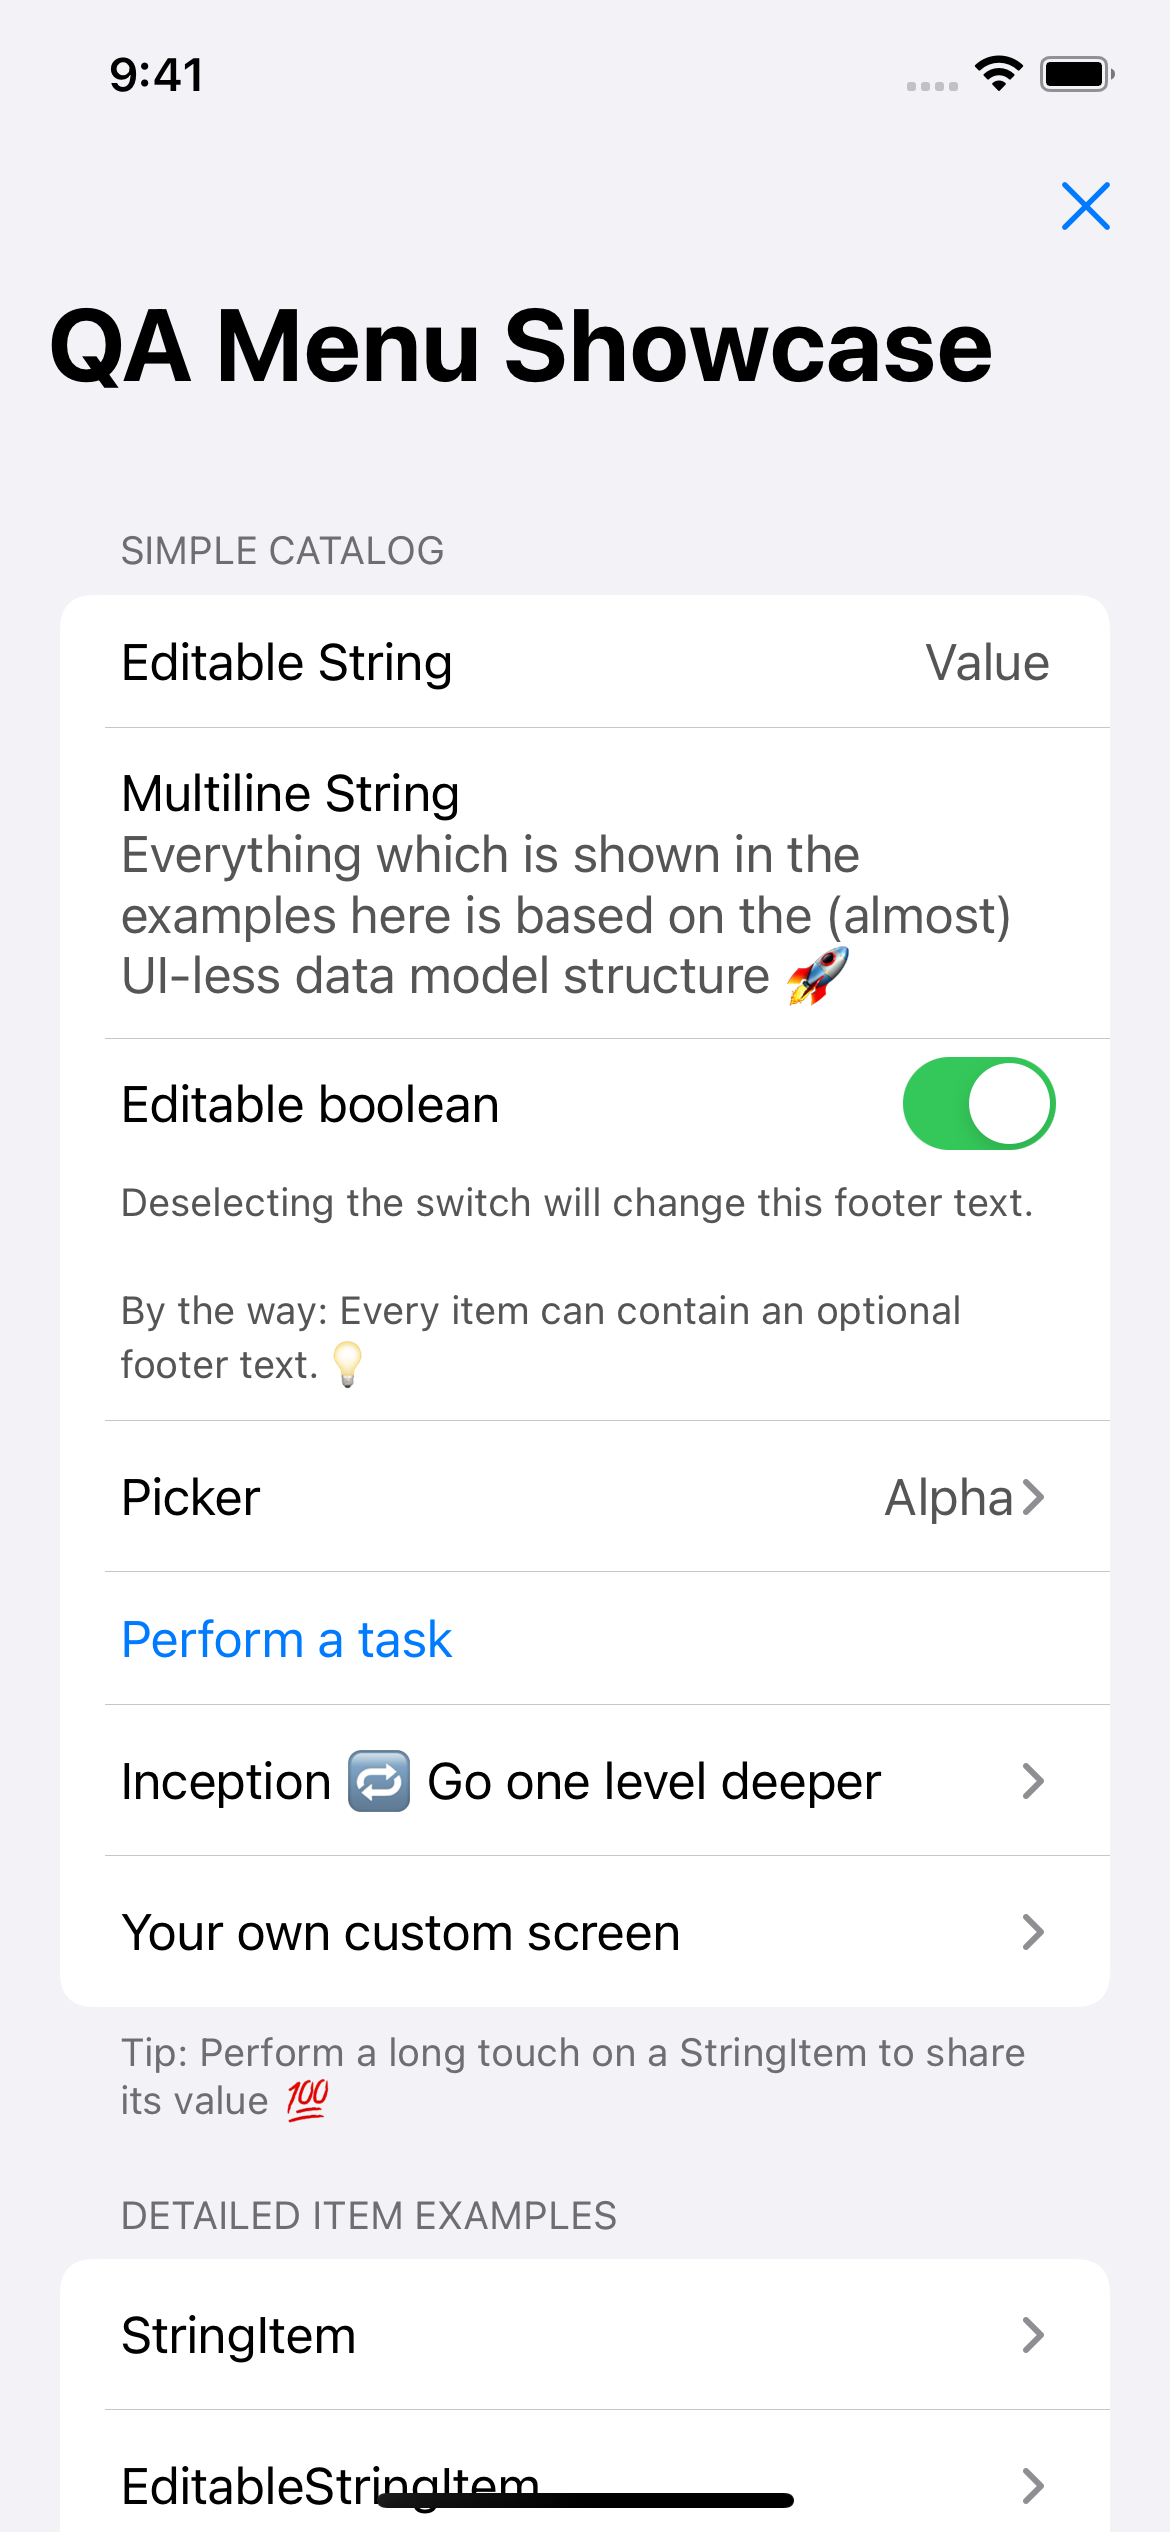 9:41
QA Menu Showcase
SIMPLE CATALOG
Editable String
Value
Multiline String
Everything which is shown in the
examples here is based on the (almost)
UI-less data model structure 🚀
Editable boolean
Deselecting the switch will change this footer text.
By the way: Every item can contain an optional
footer text. 💡
Picker
Alpha
Perform a task
Inception 🔁 Go one level deeper
Your own custom screen
Tip: Perform a long touch on a StringItem to share
its value 💯
DETAILED ITEM EXAMPLES
StringItem
EditableStringItem